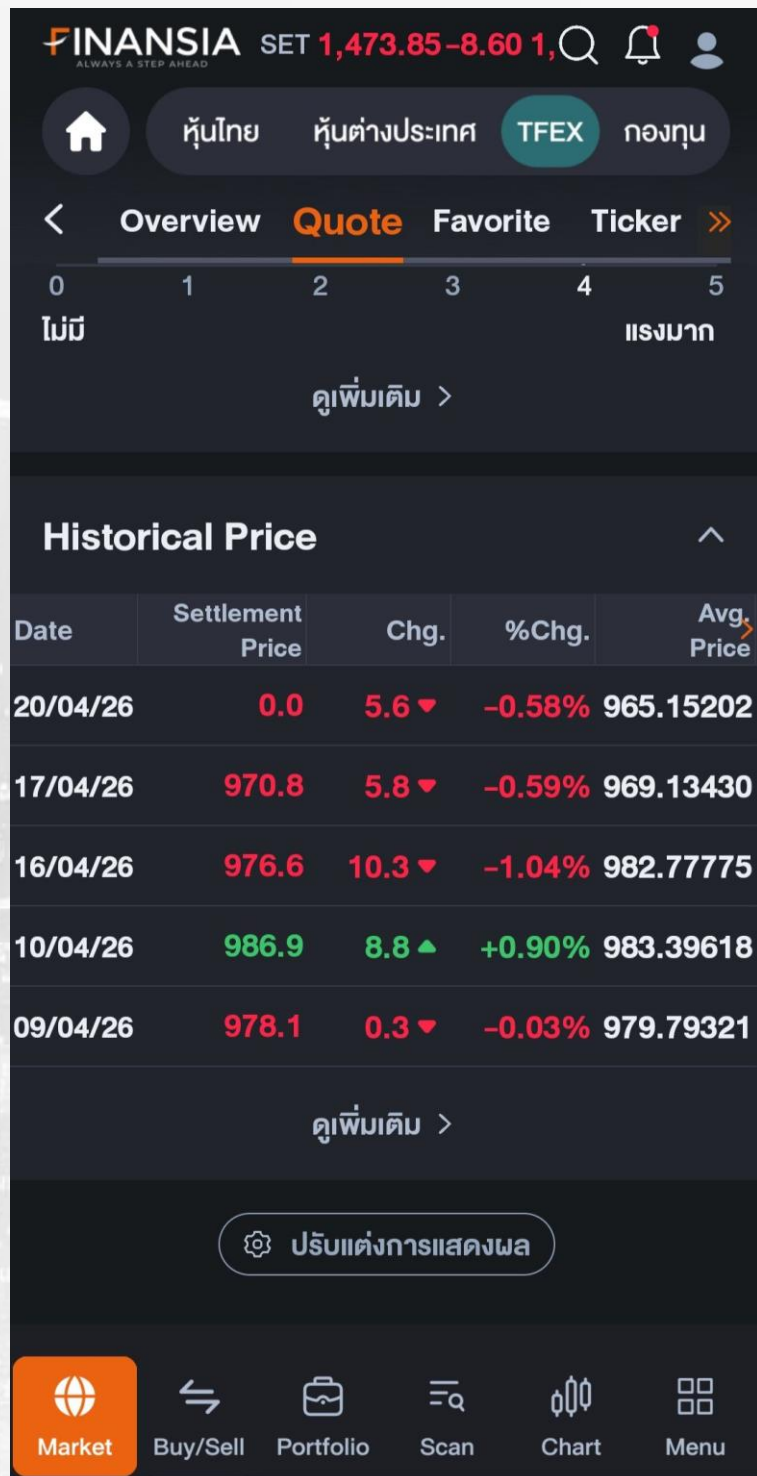 FINANSIA SET 1,473.85-8.60 1,
ALWAYS A STEP AHEAD
หุ้นไทย หุ้นต่างประเทศ TFEX กองทุน
Overview Quote Favorite Ticker
0 1 2 3 4 5
ไม่มี แรงมาก
ดูเพิ่มเติม
Historical Price
Date Settlement Price Chg. %Chg. Avg. Price
20/04/26 0.0 5.6 ▼ -0.58% 965.15202
17/04/26 970.8 5.8 ▼ -0.59% 969.13430
16/04/26 976.6 10.3 ▼ -1.04% 982.77775
10/04/26 986.9 8.8 ▲ +0.90% 983.39618
09/04/26 978.1 0.3 ▼ -0.03% 979.79321
ดูเพิ่มเติม
ปรับแต่งการแสดงผล
Market Buy/Sell Portfolio Scan Chart Menu